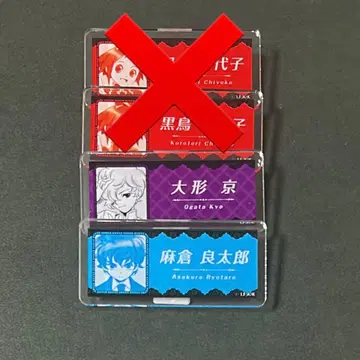 代子
Chiyoko
黒鳥 子
Kurotori Ch
大形 京
Ogata Kyo
麻倉 良太郎
Asakura Ryotaro